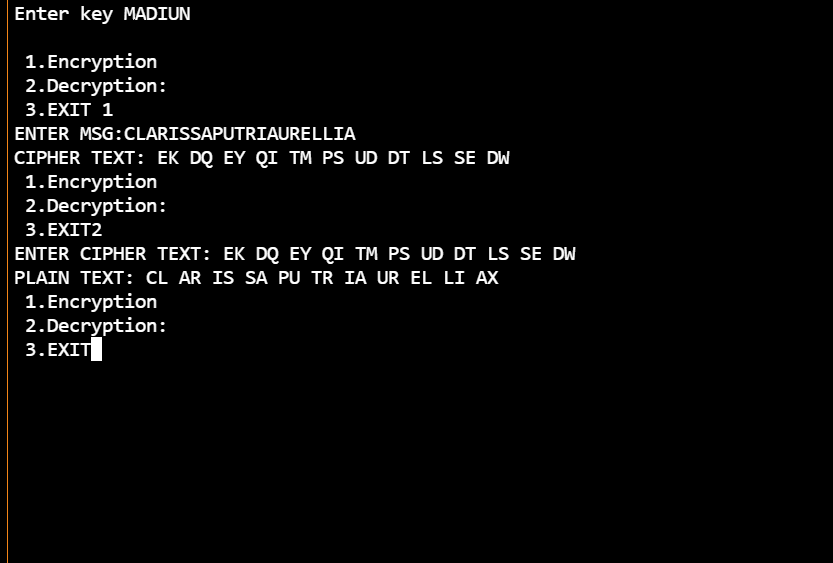 Enter key MADIUN
1.Encryption
2.Decryption:
3.EXIT 1
ENTER MSG:CLARISSAPUTRIAURELLIA
CIPHER TEXT: EK DQ EY QI TM PS UD DT LS SE DW
1.Encryption
2.Decryption:
3.EXIT2
ENTER CIPHER TEXT: EK DQ EY QI TM PS UD DT LS SE DW
PLAIN TEXT: CL AR IS SA PU TR IA UR EL LI AX
1.Encryption
2.Decryption:
3.EXIT